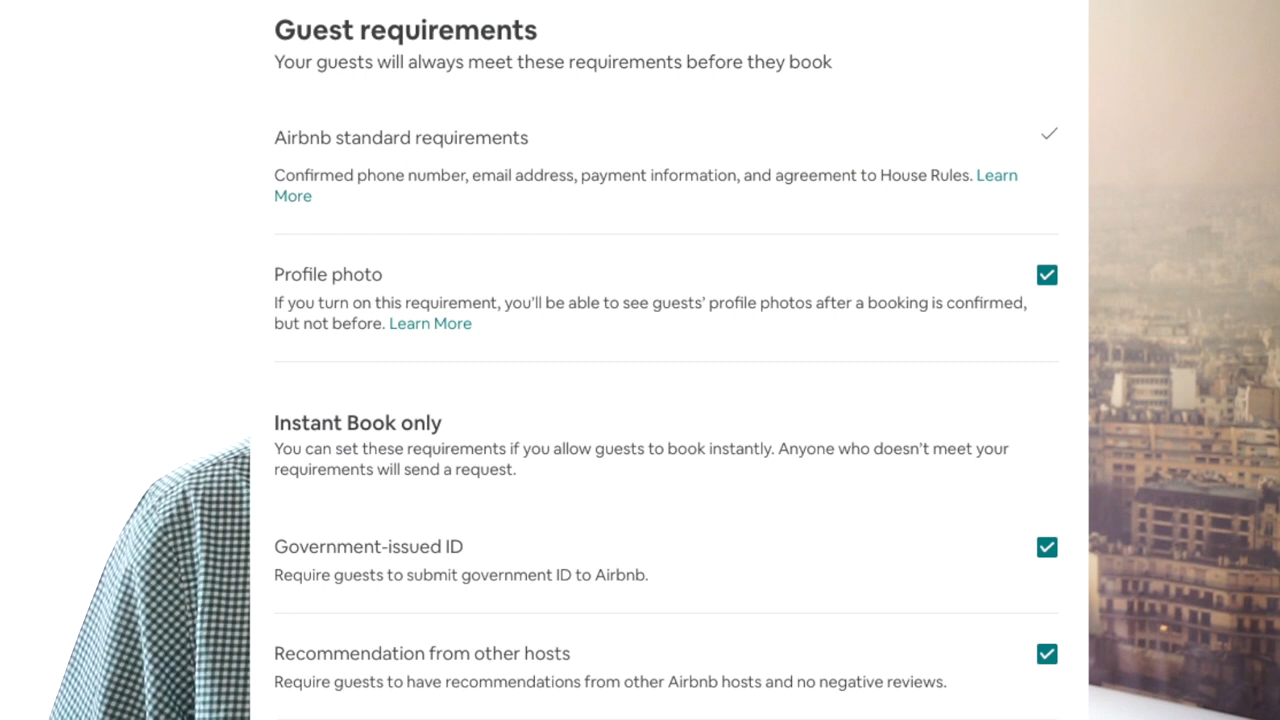 Guest requirements
Your guests will always meet these requirements before they book
Airbnb standard requirements
Confirmed phone number, email address, payment information, and agreement to House Rules. Learn
More
Profile photo
If you turn on this requirement, you’ll be able to see guests’ profile photos after a booking is confirmed,
but not before. Learn More
Instant Book only
You can set these requirements if you allow guests to book instantly. Anyone who doesn’t meet your
requirements will send a request.
Government-issued ID
Require guests to submit government ID to Airbnb.
Recommendation from other hosts
Require guests to have recommendations from other Airbnb hosts and no negative reviews.